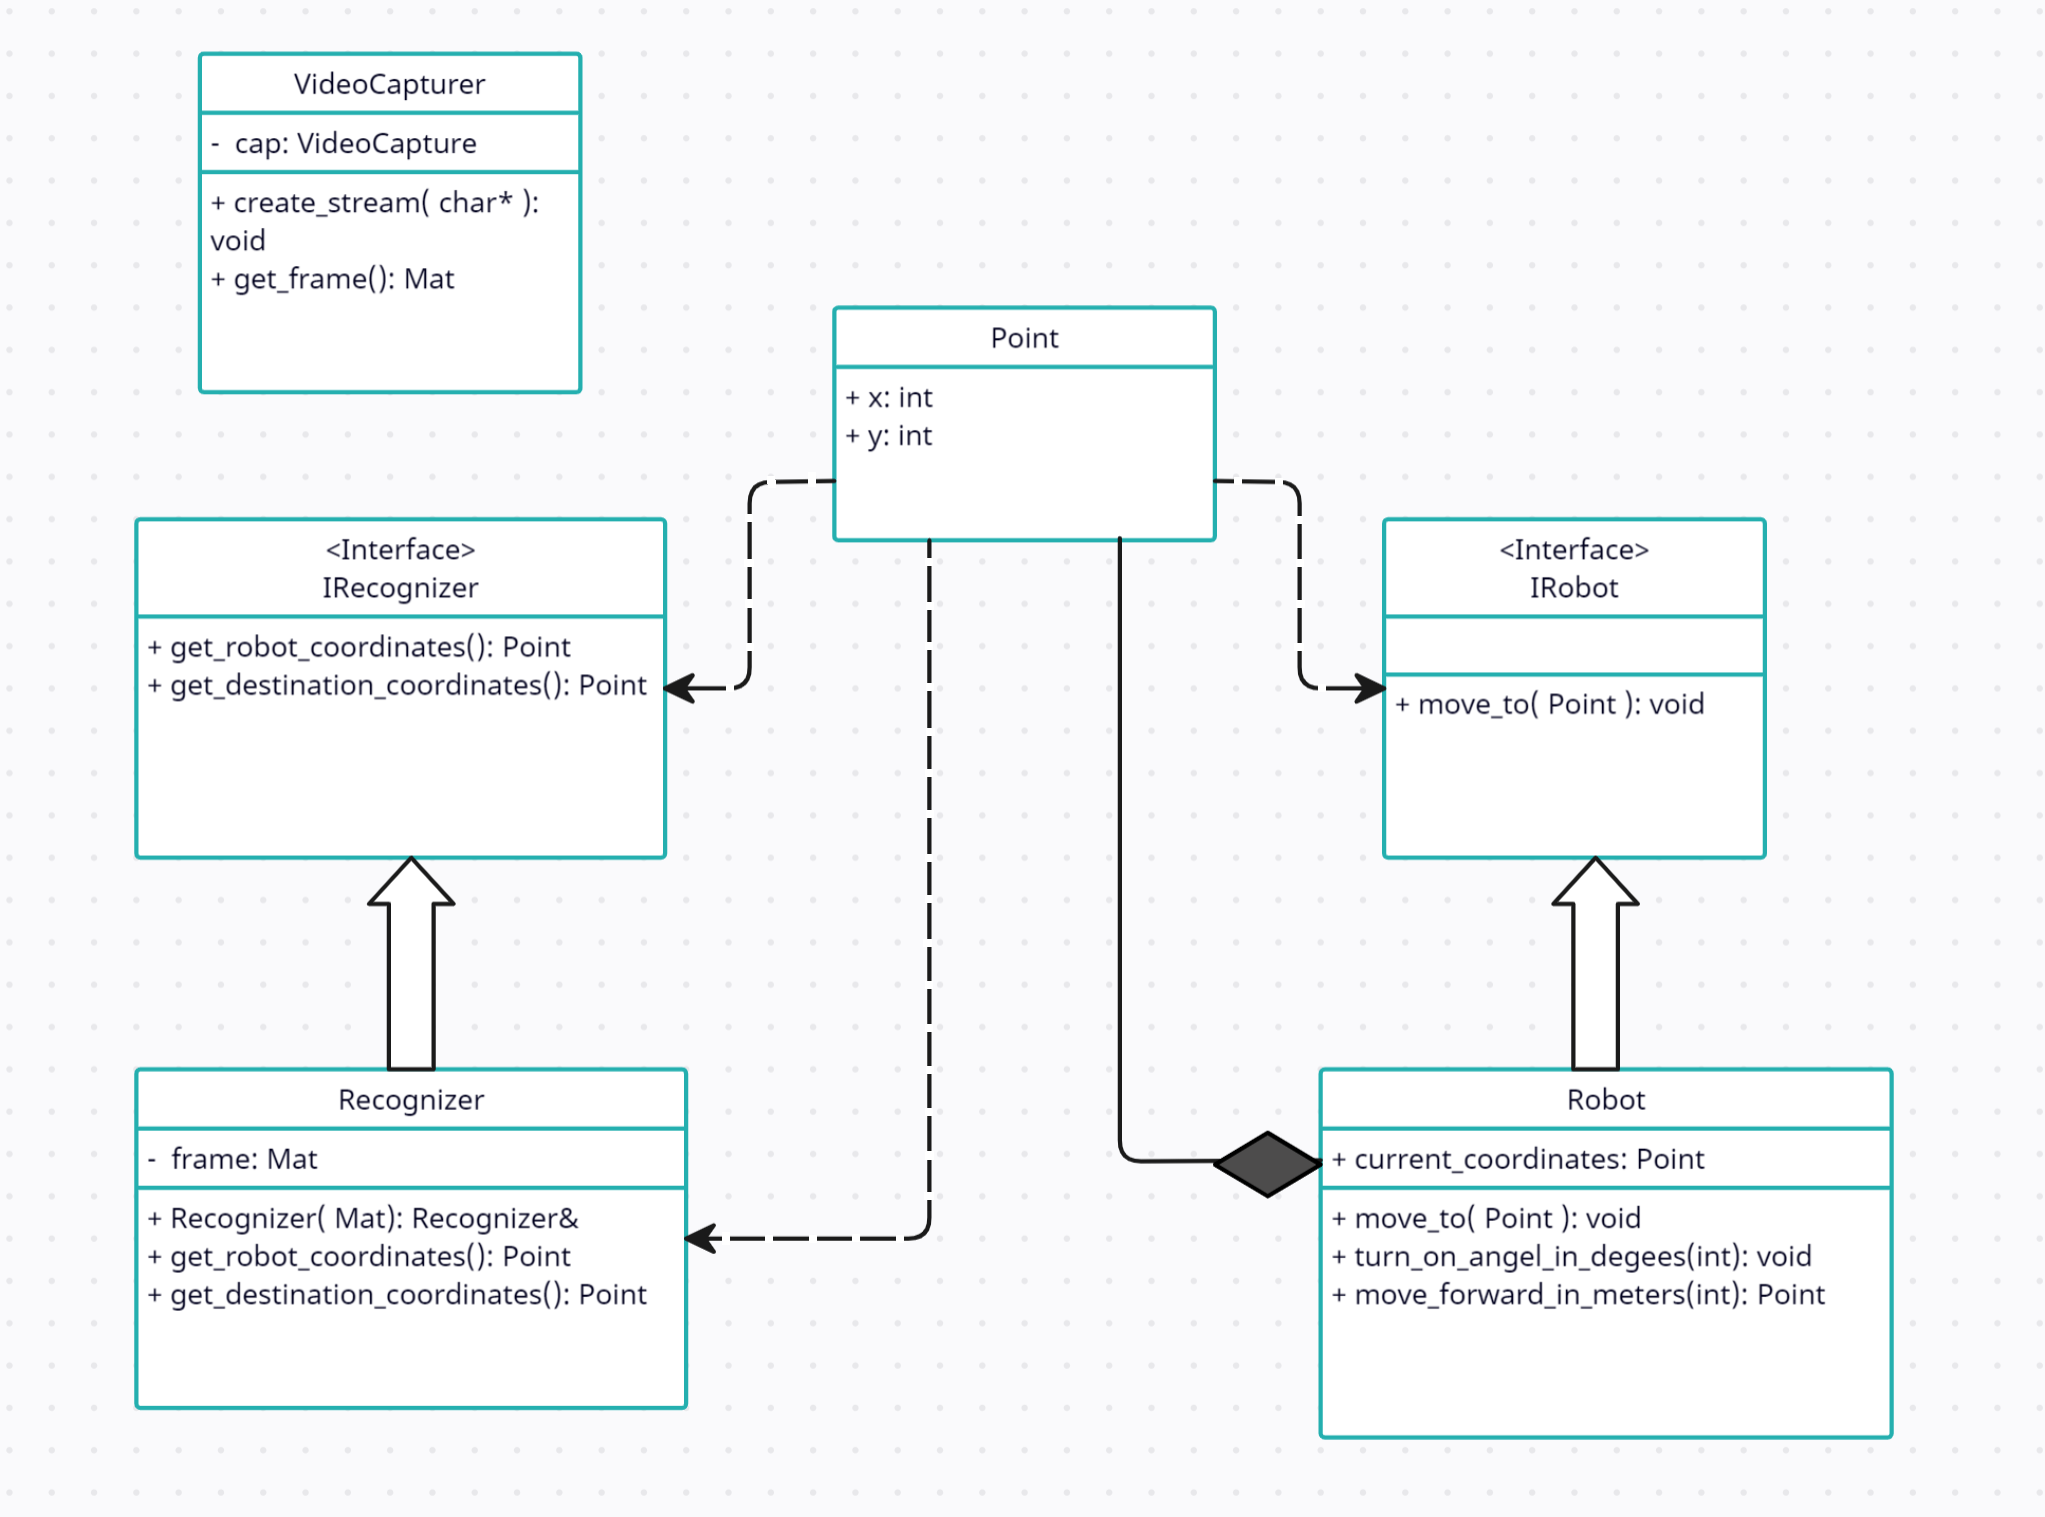 VideoCapturer
- cap: VideoCapture
+ create_stream( char* ):
void
+ get_frame(): Mat
Point
+ x: int
+ y: int
<Interface>
IRecognizer
+ get_robot_coordinates(): Point
+ get_destination_coordinates(): Point
<Interface>
IRobot
+ move_to( Point ): void
Recognizer
- frame: Mat
+ Recognizer( Mat): Recognizer&
+ get_robot_coordinates(): Point
+ get_destination_coordinates(): Point
Robot
+ current_coordinates: Point
+ move_to( Point ): void
+ turn_on_angel_in_degees(int): void
+ move_forward_in_meters(int): Point